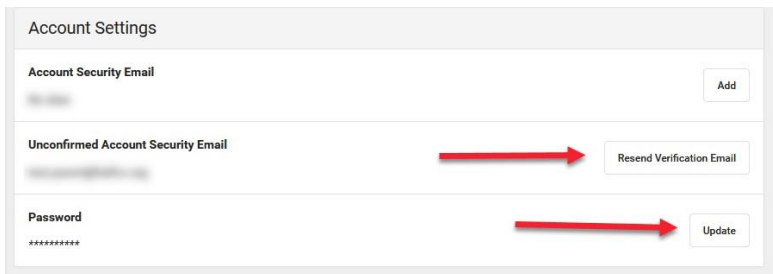 Account Settings
Account Security Email
Add
Unconfirmed Account Security Email
Resend Verification Email
Password
**********
Update